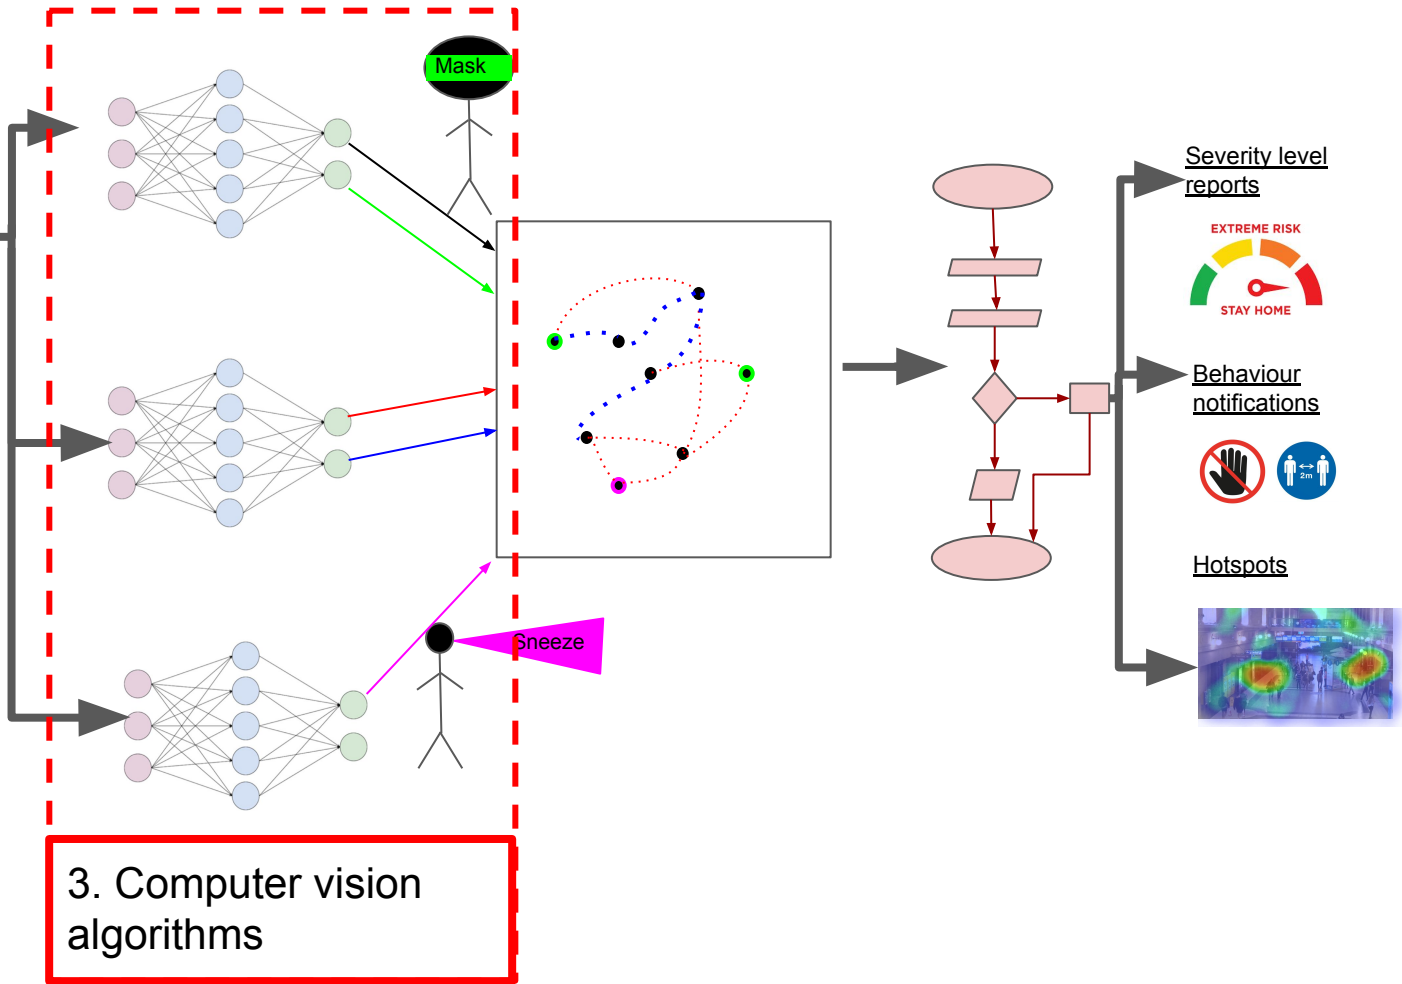 Mask
Sneeze
3. Computer vision
algorithms
Severity level
reports
EXTREME RISK
STAY HOME
Behaviour
notifications
2m
Hotspots